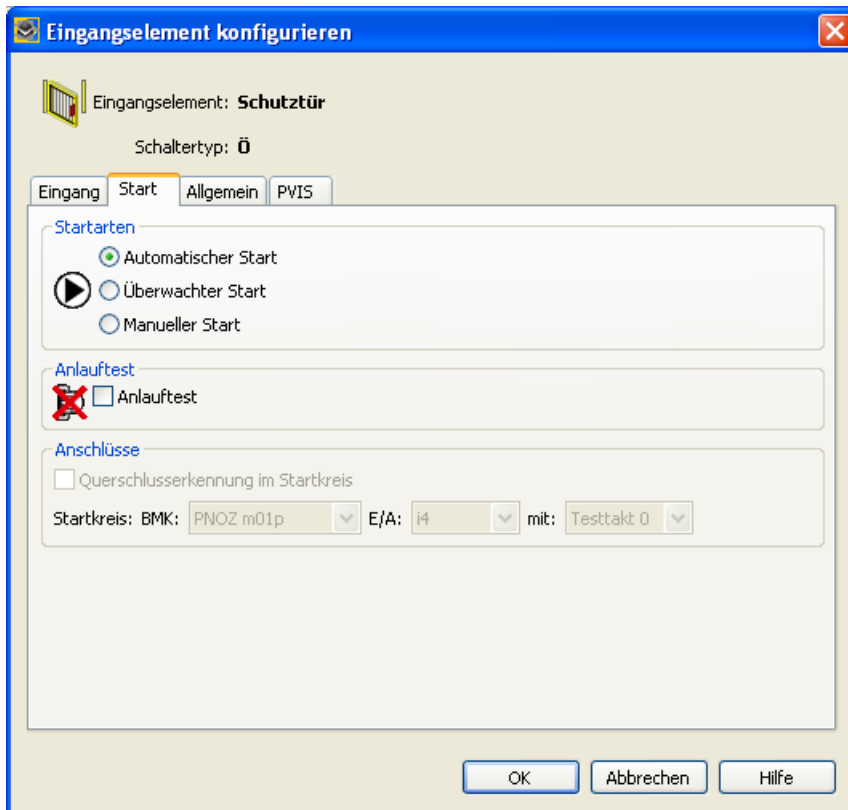 Eingangselement konfigurieren
Eingangselement: Schutztür
Schaltertyp: Ö
Eingang Start Allgemein PVIS
Startarten
Automatischer Start
Überwachter Start
Manueller Start
Anlauftest
Anlauftest
Anschlüsse
Querschlusserkennung im Startkreis
Startkreis: BMK: PNOZ m01p E/A: i4 mit: Testtakt 0
OK Abbrechen Hilfe